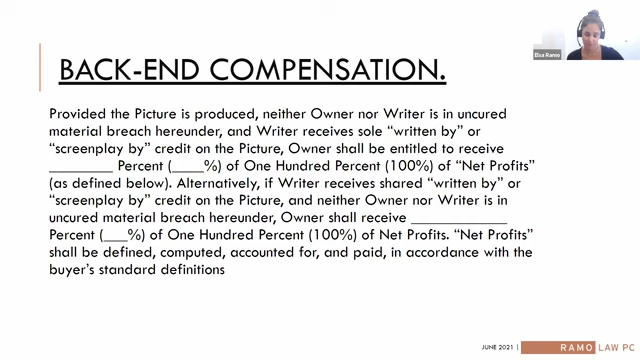 Elsa Ramo
BACK-END COMPENSATION.
Provided the Picture is produced, neither Owner nor Writer is in uncured
material breach hereunder, and Writer receives sole “written by” or
“screenplay by” credit on the Picture, Owner shall be entitled to receive
________ Percent (____%) of One Hundred Percent (100%) of “Net Profits”
(as defined below). Alternatively, if Writer receives shared “written by” or
“screenplay by” credit on the Picture, and neither Owner nor Writer is in
uncured material breach hereunder, Owner shall receive ____________
Percent (___%) of One Hundred Percent (100%) of Net Profits. “Net Profits”
shall be defined, computed, accounted for, and paid, in accordance with the
buyer’s standard definitions
JUNE 2021 | RAMO LAW PC